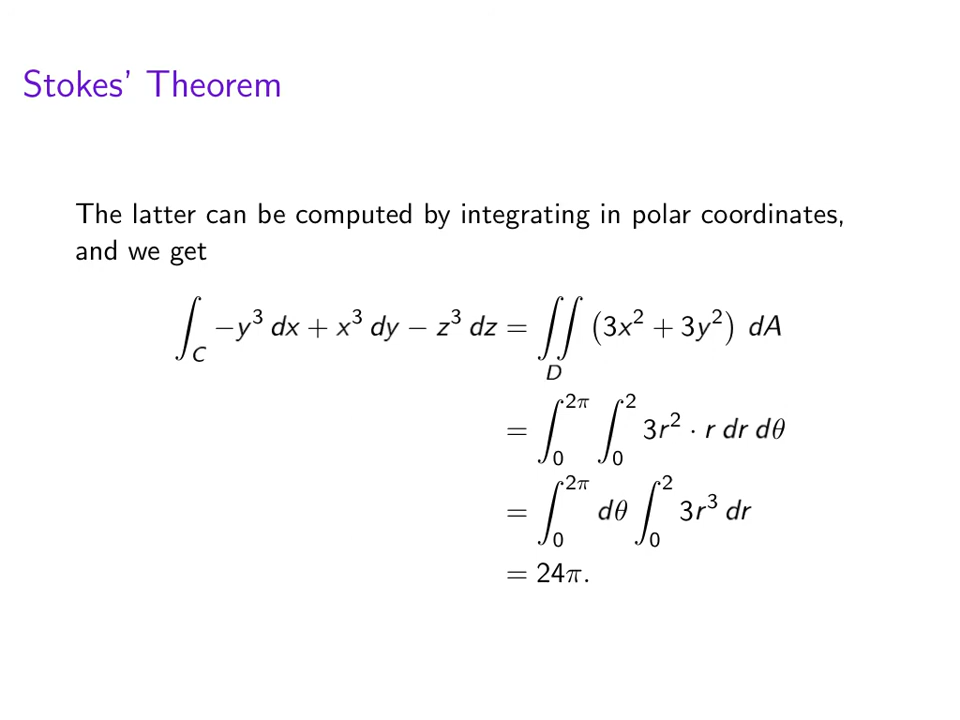 Stokes' Theorem
The latter can be computed by integrating in polar coordinates,
and we get
∫_C −y³ dx + x³ dy − z³ dz = ∬_D (3x² + 3y²) dA
= ∫₀^{2π} ∫₀² 3r² · r dr dθ
= ∫₀^{2π} dθ ∫₀² 3r³ dr
= 24π.